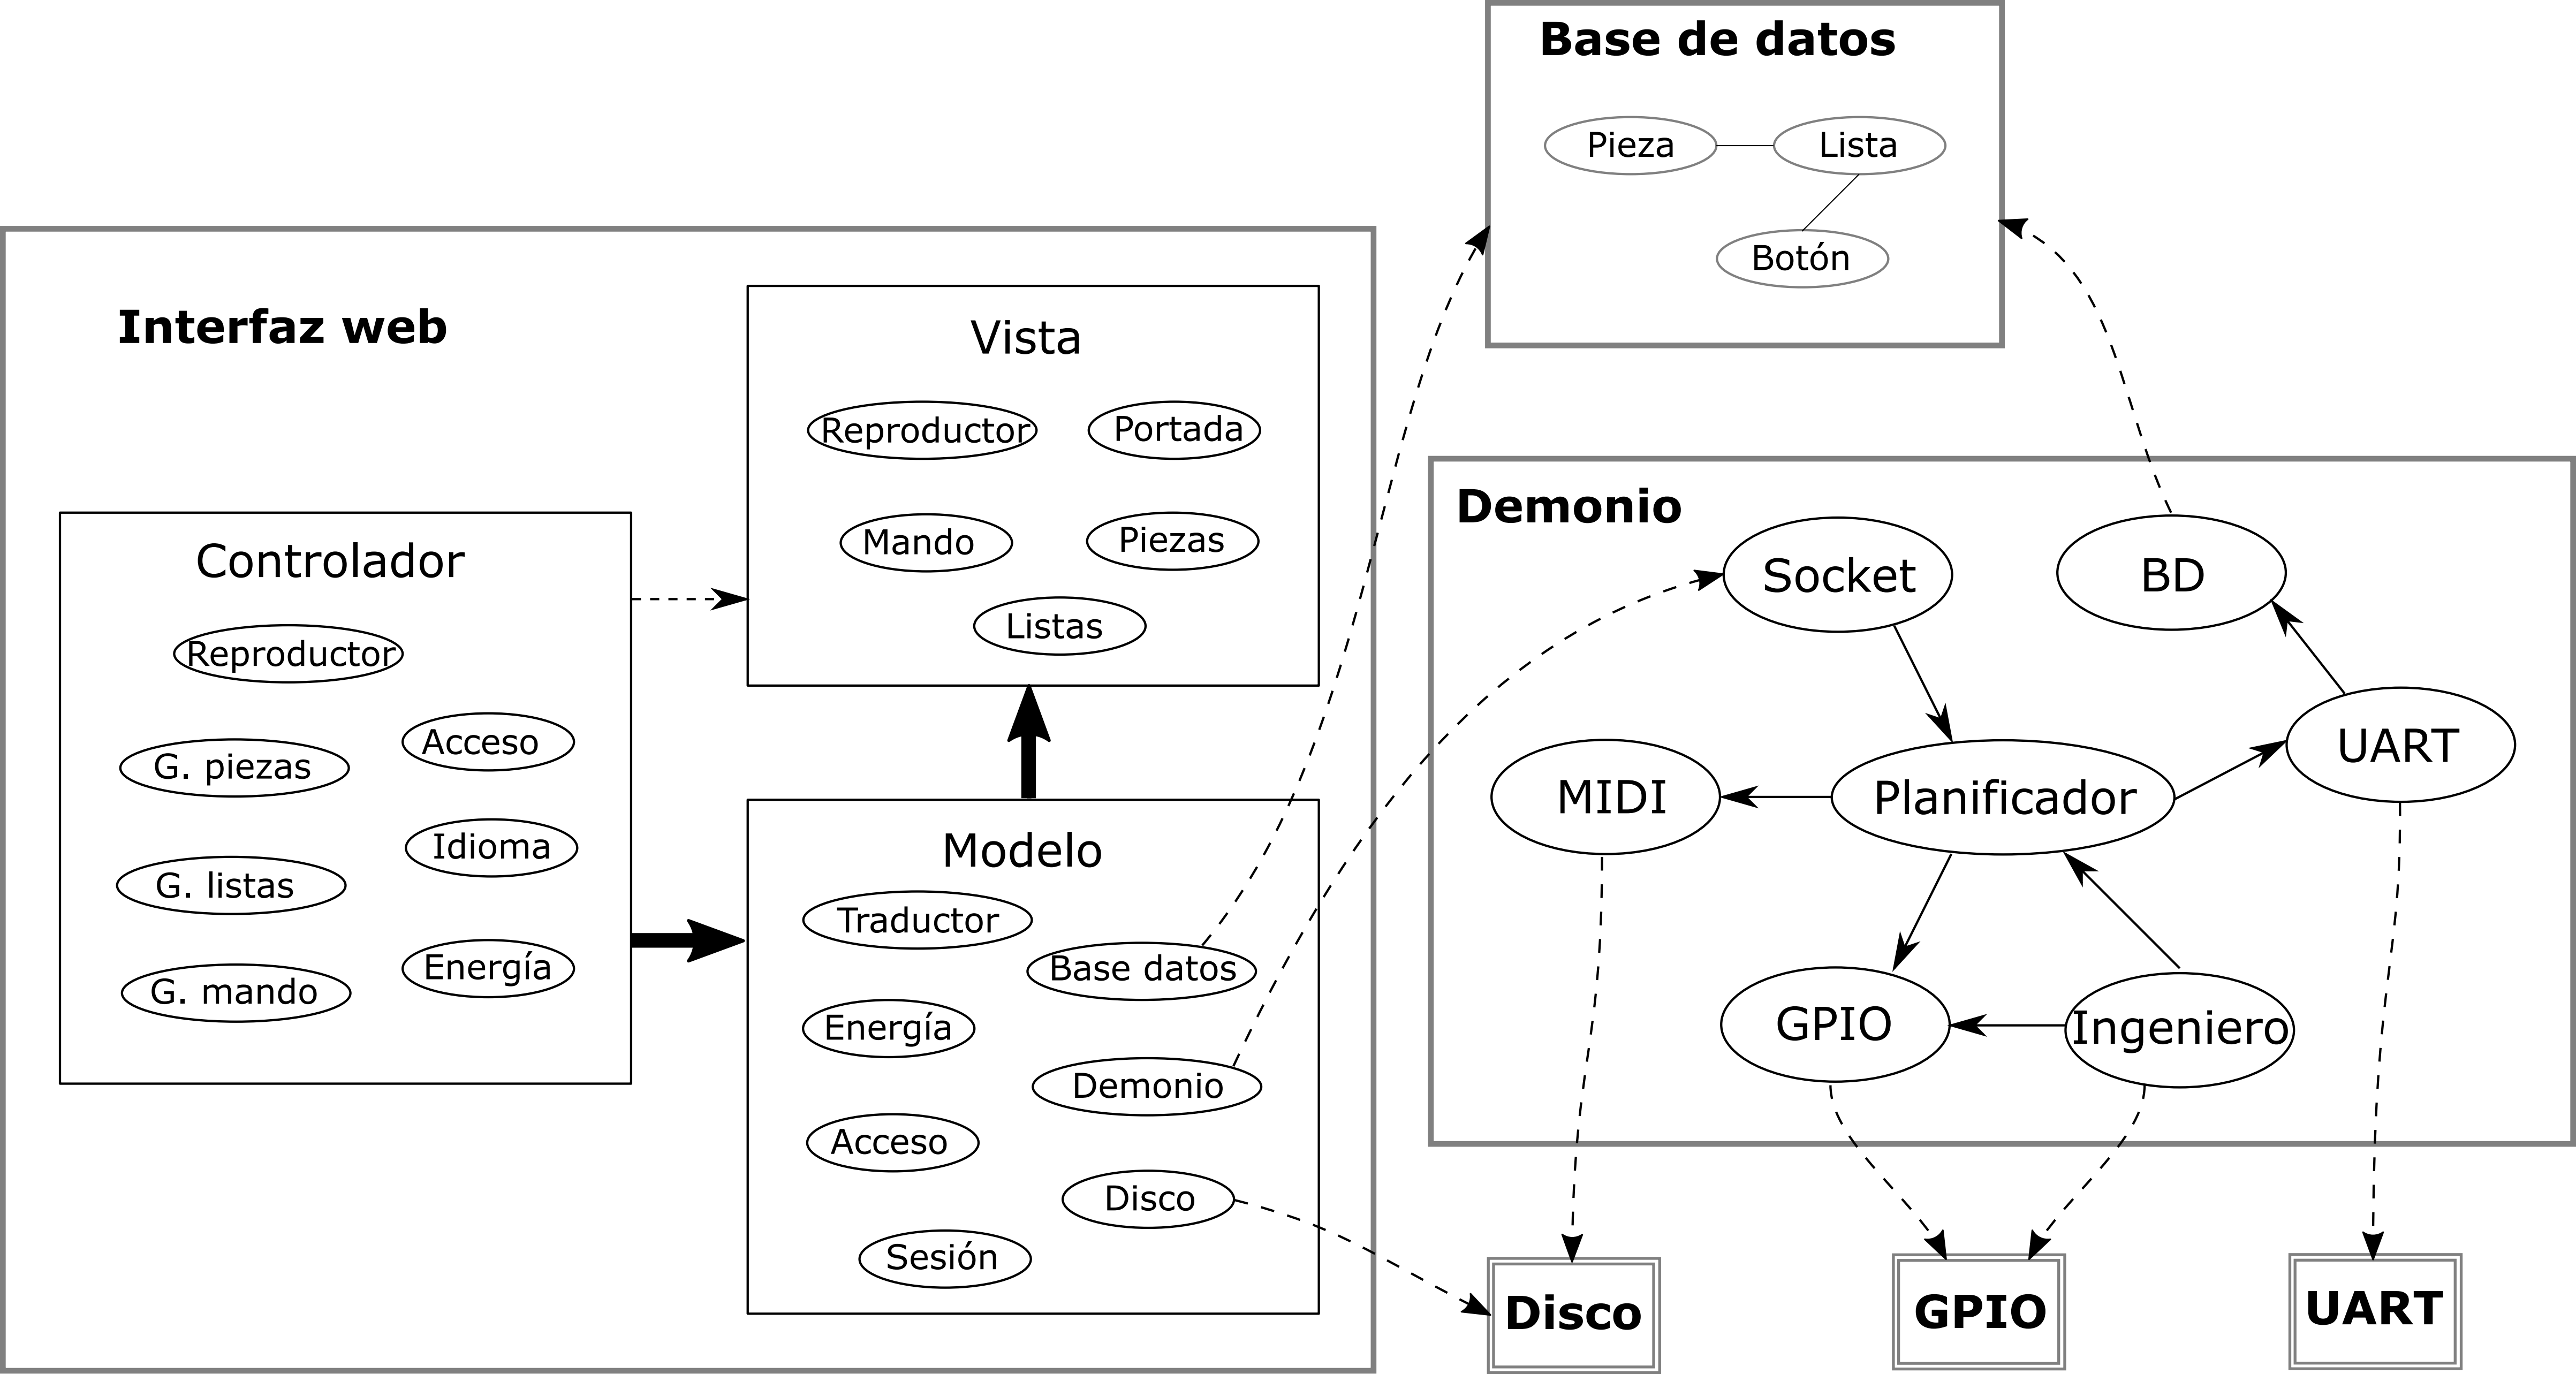 Base de datos
Pieza
Lista
Botón
Interfaz web
Vista
Reproductor
Portada
Mando
Piezas
Listas
Controlador
Reproductor
Acceso
G. piezas
Idioma
G. listas
Energía
G. mando
Modelo
Traductor
Base datos
Energía
Demonio
Acceso
Disco
Sesión
Demonio
Socket
BD
UART
MIDI
Planificador
GPIO
Ingeniero
Disco
GPIO
UART